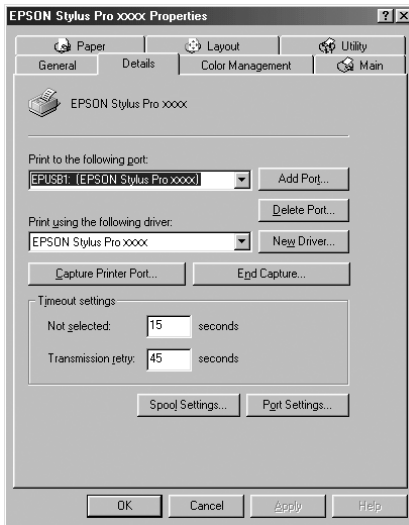 EPSON Stylus Pro xxxx Properties
Paper Layout Utility
General Details Color Management Main
EPSON Stylus Pro xxxx
Print to the following port:
EPUSB1: (EPSON Stylus Pro xxxx) Add Port...
Delete Port...
Print using the following driver:
EPSON Stylus Pro xxxx New Driver...
Capture Printer Port... End Capture...
Timeout settings
Not selected: 15 seconds
Transmission retry: 45 seconds
Spool Settings... Port Settings...
OK Cancel Apply Help